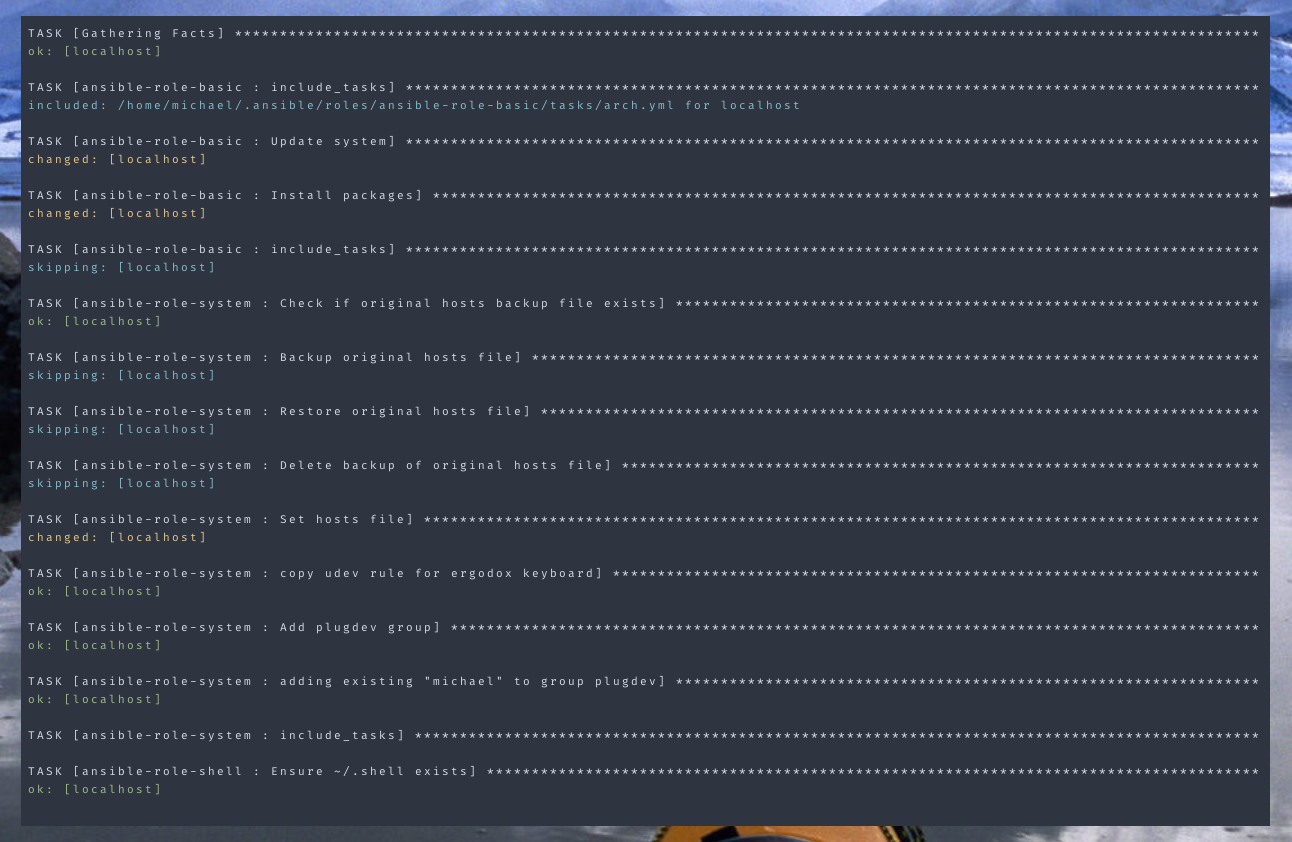 TASK [Gathering Facts] ******************************************************************************************************************
ok: [localhost]
TASK [ansible-role-basic : include_tasks] ***********************************************************************************************
included: /home/michael/.ansible/roles/ansible-role-basic/tasks/arch.yml for localhost
TASK [ansible-role-basic : Update system] ***********************************************************************************************
changed: [localhost]
TASK [ansible-role-basic : Install packages] ********************************************************************************************
changed: [localhost]
TASK [ansible-role-basic : include_tasks] ***********************************************************************************************
skipping: [localhost]
TASK [ansible-role-system : Check if original hosts backup file exists] *****************************************************************
ok: [localhost]
TASK [ansible-role-system : Backup original hosts file] *********************************************************************************
skipping: [localhost]
TASK [ansible-role-system : Restore original hosts file] ********************************************************************************
skipping: [localhost]
TASK [ansible-role-system : Delete backup of original hosts file] ***********************************************************************
skipping: [localhost]
TASK [ansible-role-system : Set hosts file] *********************************************************************************************
changed: [localhost]
TASK [ansible-role-system : copy udev rule for ergodox keyboard] ************************************************************************
ok: [localhost]
TASK [ansible-role-system : Add plugdev group] ******************************************************************************************
ok: [localhost]
TASK [ansible-role-system : adding existing "michael" to group plugdev] *****************************************************************
ok: [localhost]
TASK [ansible-role-system : include_tasks] **********************************************************************************************
TASK [ansible-role-shell : Ensure ~/.shell exists] **************************************************************************************
ok: [localhost]